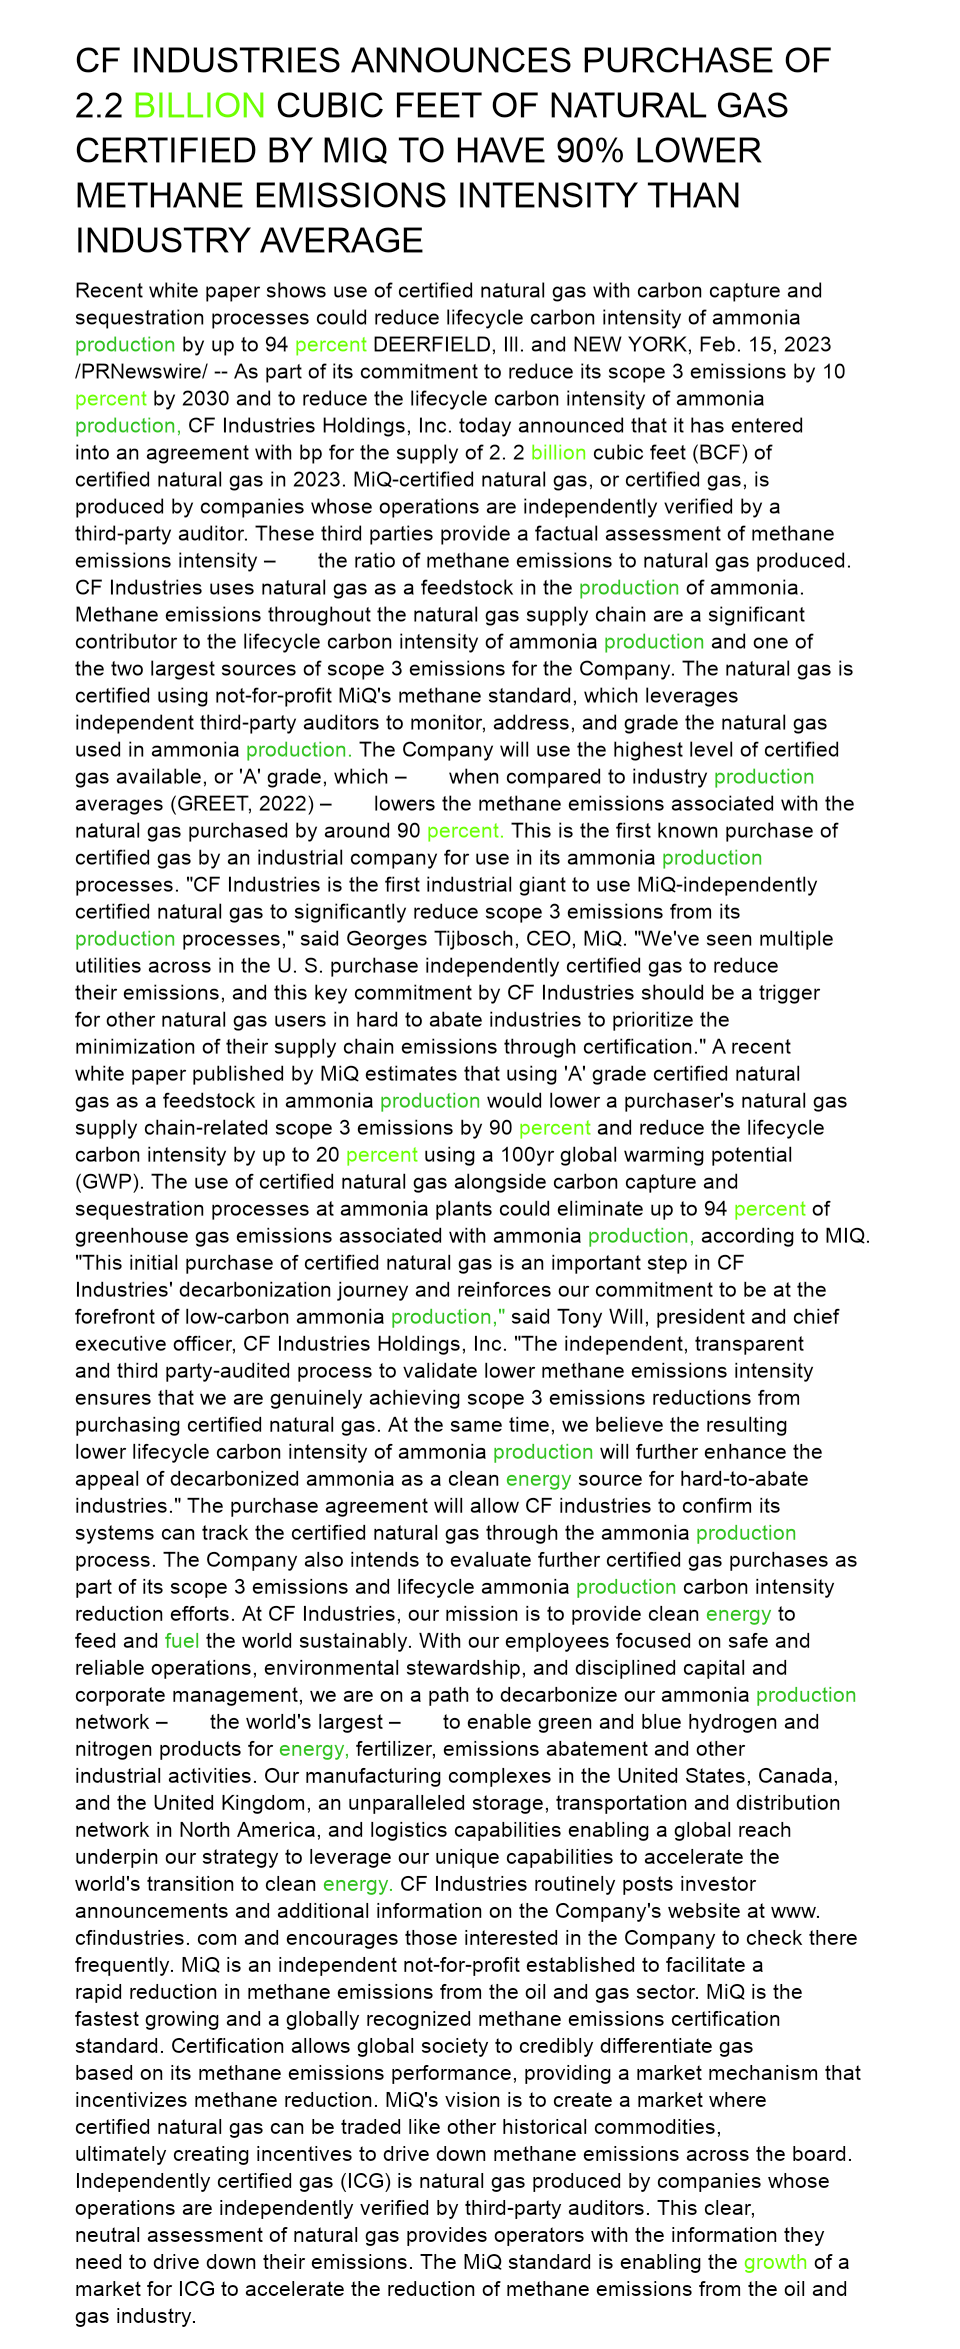 CF INDUSTRIES ANNOUNCES PURCHASE OF
2.2 BILLION CUBIC FEET OF NATURAL GAS
CERTIFIED BY MIQ TO HAVE 90% LOWER
METHANE EMISSIONS INTENSITY THAN
INDUSTRY AVERAGE
Recent white paper shows use of certified natural gas with carbon capture and
sequestration processes could reduce lifecycle carbon intensity of ammonia
production by up to 94 percent DEERFIELD, Ill. and NEW YORK, Feb. 15, 2023
/PRNewswire/ -- As part of its commitment to reduce its scope 3 emissions by 10
percent by 2030 and to reduce the lifecycle carbon intensity of ammonia
production, CF Industries Holdings, Inc. today announced that it has entered
into an agreement with bp for the supply of 2. 2 billion cubic feet (BCF) of
certified natural gas in 2023. MiQ-certified natural gas, or certified gas, is
produced by companies whose operations are independently verified by a
third-party auditor. These third parties provide a factual assessment of methane
emissions intensity – the ratio of methane emissions to natural gas produced.
CF Industries uses natural gas as a feedstock in the production of ammonia.
Methane emissions throughout the natural gas supply chain are a significant
contributor to the lifecycle carbon intensity of ammonia production and one of
the two largest sources of scope 3 emissions for the Company. The natural gas is
certified using not-for-profit MiQ's methane standard, which leverages
independent third-party auditors to monitor, address, and grade the natural gas
used in ammonia production. The Company will use the highest level of certified
gas available, or 'A' grade, which – when compared to industry production
averages (GREET, 2022) – lowers the methane emissions associated with the
natural gas purchased by around 90 percent. This is the first known purchase of
certified gas by an industrial company for use in its ammonia production
processes. "CF Industries is the first industrial giant to use MiQ-independently
certified natural gas to significantly reduce scope 3 emissions from its
production processes," said Georges Tijbosch, CEO, MiQ. "We've seen multiple
utilities across in the U. S. purchase independently certified gas to reduce
their emissions, and this key commitment by CF Industries should be a trigger
for other natural gas users in hard to abate industries to prioritize the
minimization of their supply chain emissions through certification." A recent
white paper published by MiQ estimates that using 'A' grade certified natural
gas as a feedstock in ammonia production would lower a purchaser's natural gas
supply chain-related scope 3 emissions by 90 percent and reduce the lifecycle
carbon intensity by up to 20 percent using a 100yr global warming potential
(GWP). The use of certified natural gas alongside carbon capture and
sequestration processes at ammonia plants could eliminate up to 94 percent of
greenhouse gas emissions associated with ammonia production, according to MIQ.
"This initial purchase of certified natural gas is an important step in CF
Industries' decarbonization journey and reinforces our commitment to be at the
forefront of low-carbon ammonia production," said Tony Will, president and chief
executive officer, CF Industries Holdings, Inc. "The independent, transparent
and third party-audited process to validate lower methane emissions intensity
ensures that we are genuinely achieving scope 3 emissions reductions from
purchasing certified natural gas. At the same time, we believe the resulting
lower lifecycle carbon intensity of ammonia production will further enhance the
appeal of decarbonized ammonia as a clean energy source for hard-to-abate
industries." The purchase agreement will allow CF industries to confirm its
systems can track the certified natural gas through the ammonia production
process. The Company also intends to evaluate further certified gas purchases as
part of its scope 3 emissions and lifecycle ammonia production carbon intensity
reduction efforts. At CF Industries, our mission is to provide clean energy to
feed and fuel the world sustainably. With our employees focused on safe and
reliable operations, environmental stewardship, and disciplined capital and
corporate management, we are on a path to decarbonize our ammonia production
network – the world's largest – to enable green and blue hydrogen and
nitrogen products for energy, fertilizer, emissions abatement and other
industrial activities. Our manufacturing complexes in the United States, Canada,
and the United Kingdom, an unparalleled storage, transportation and distribution
network in North America, and logistics capabilities enabling a global reach
underpin our strategy to leverage our unique capabilities to accelerate the
world's transition to clean energy. CF Industries routinely posts investor
announcements and additional information on the Company's website at www.
cfindustries. com and encourages those interested in the Company to check there
frequently. MiQ is an independent not-for-profit established to facilitate a
rapid reduction in methane emissions from the oil and gas sector. MiQ is the
fastest growing and a globally recognized methane emissions certification
standard. Certification allows global society to credibly differentiate gas
based on its methane emissions performance, providing a market mechanism that
incentivizes methane reduction. MiQ's vision is to create a market where
certified natural gas can be traded like other historical commodities,
ultimately creating incentives to drive down methane emissions across the board.
Independently certified gas (ICG) is natural gas produced by companies whose
operations are independently verified by third-party auditors. This clear,
neutral assessment of natural gas provides operators with the information they
need to drive down their emissions. The MiQ standard is enabling the growth of a
market for ICG to accelerate the reduction of methane emissions from the oil and
gas industry.